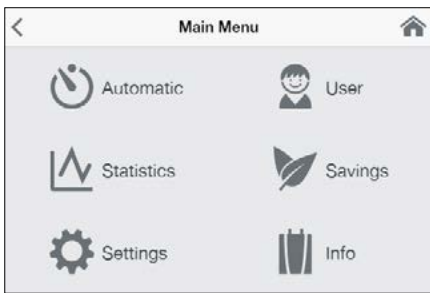 Main Menu
Automatic
User
Statistics
Savings
Settings
Info